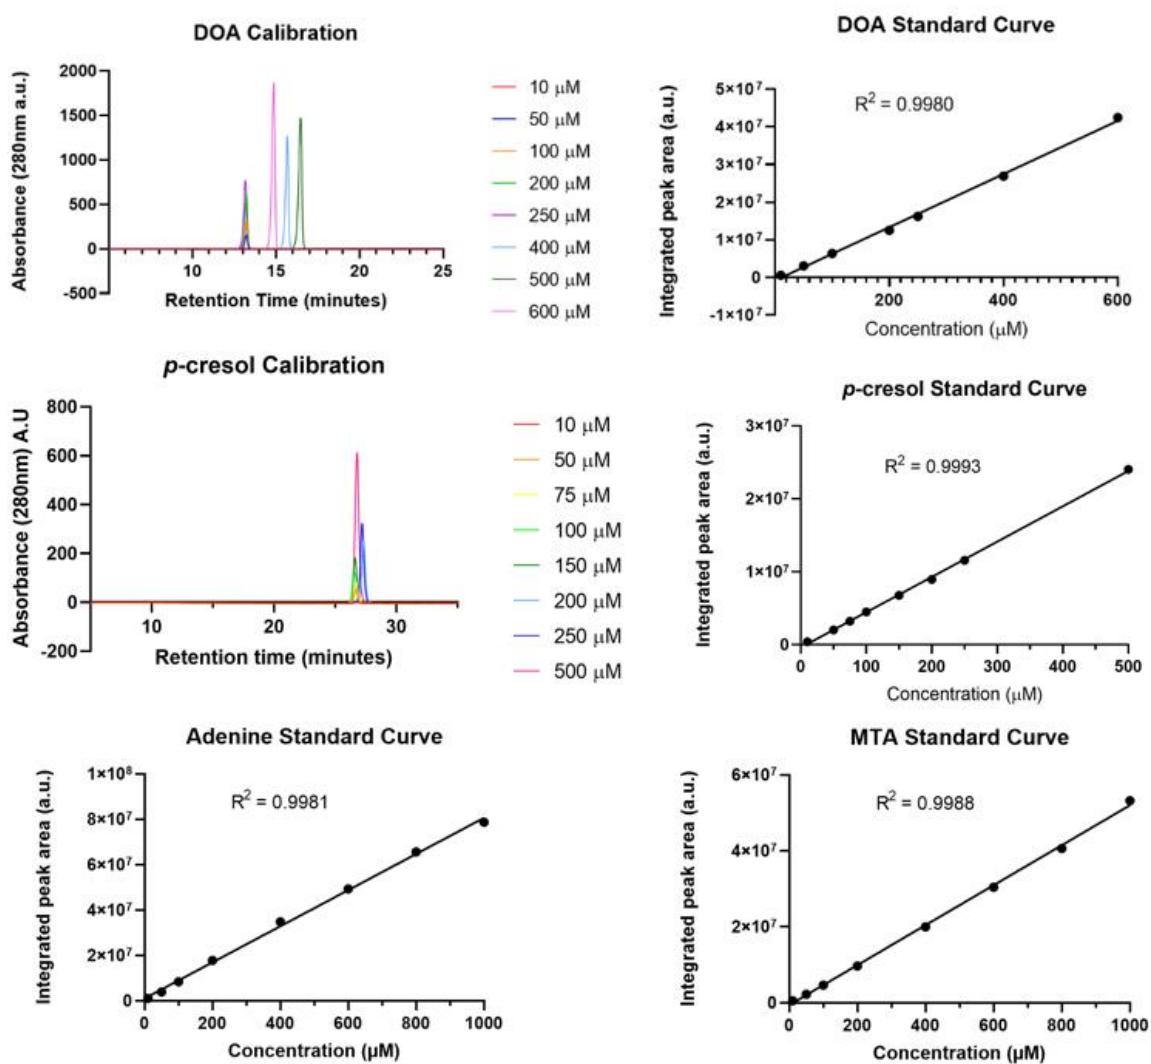 DOA Calibration
Absorbance (280nm a.u.)
2000
1500
1000
500
0
-500
10
15
20
25
Retention Time (minutes)
10 μM
50 μM
100 μM
200 μM
250 μM
400 μM
500 μM
600 μM
DOA Standard Curve
R² = 0.9980
Integrated peak area (a.u.)
5×10⁷
4×10⁷
3×10⁷
2×10⁷
1×10⁷
0
-1×10⁷
200
400
600
Concentration (μM)
p-cresol Calibration
Absorbance (280nm) A.U
800
600
400
200
0
-200
10
20
30
Retention time (minutes)
10 μM
50 μM
75 μM
100 μM
150 μM
200 μM
250 μM
500 μM
p-cresol Standard Curve
R² = 0.9993
Integrated peak area (a.u.)
3×10⁷
2×10⁷
1×10⁷
0
0
100
200
300
400
500
Concentration (μM)
Adenine Standard Curve
R² = 0.9981
Integrated peak area (a.u.)
1×10⁸
8×10⁷
6×10⁷
4×10⁷
2×10⁷
0
0
200
400
600
800
1000
Concentration (μM)
MTA Standard Curve
R² = 0.9988
Integrated peak area (a.u.)
6×10⁷
4×10⁷
2×10⁷
0
0
200
400
600
800
1000
Concentration (μM)